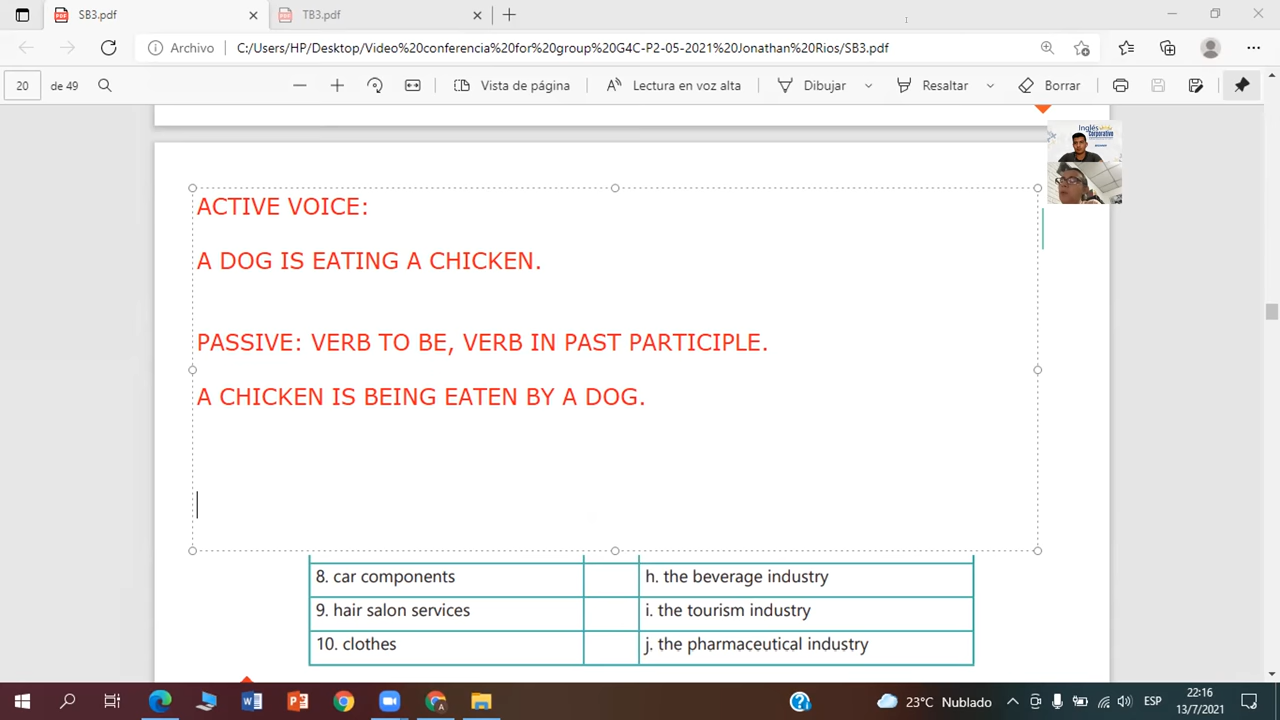 SB3.pdf
TB3.pdf
Archivo
C:/Users/HP/Desktop/Video%20conferencia%20for%20group%20G4C-P2-05-2021%20Jonathan%20Rios/SB3.pdf
20 de 49
Vista de página
Lectura en voz alta
Dibujar
Resaltar
Borrar
Inglés
Corporativo
ACTIVE VOICE:
A DOG IS EATING A CHICKEN.
PASSIVE: VERB TO BE, VERB IN PAST PARTICIPLE.
A CHICKEN IS BEING EATEN BY A DOG.
8. car components
h. the beverage industry
9. hair salon services
i. the tourism industry
10. clothes
j. the pharmaceutical industry
23°C Nublado
ESP
22:16
13/7/2021